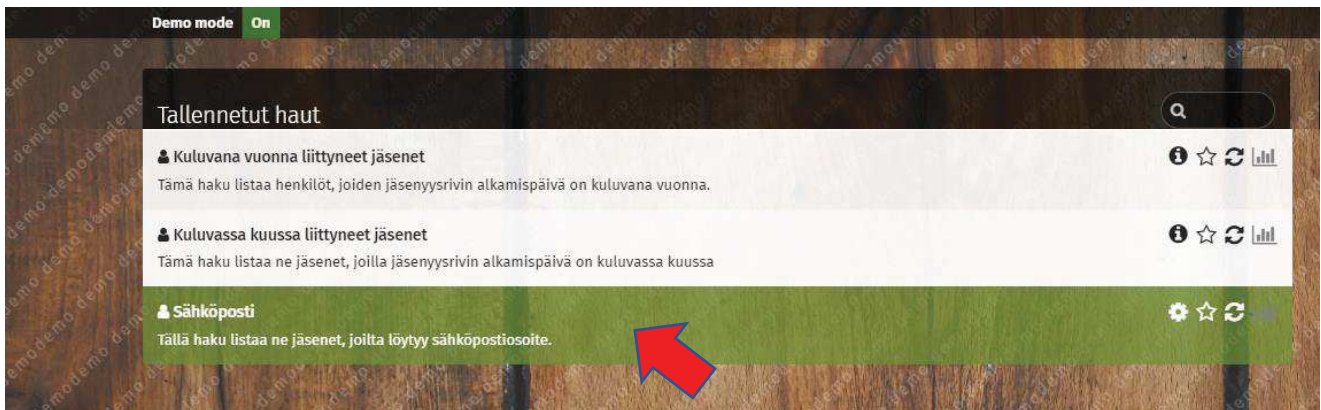 Demo mode On
Tallennetut haut
Kuluvana vuonna liittyneet jäsenet
Tämä haku listaa henkilöt, joiden jäsenyysrivin alkamispäivä on kuluvana vuonna.
Kuluvassa kuussa liittyneet jäsenet
Tämä haku listaa ne jäsenet, joilla jäsenyysrivin alkamispäivä on kuluvassa kuussa
Sähköposti
Tällä haku listaa ne jäsenet, joilta löytyy sähköpostiosoite.